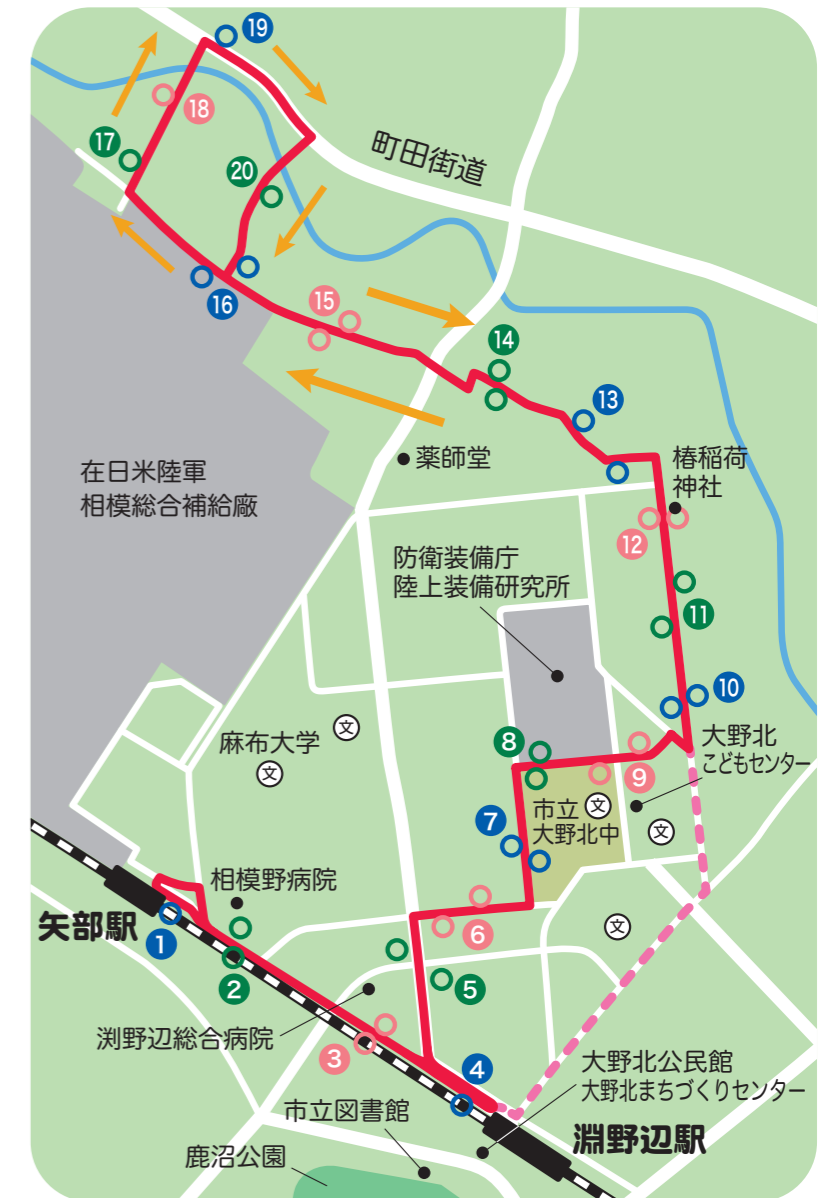 ⑲
⑱
⑰
町田街道
⑳
⑯
⑮
⑭
⑬
薬師堂
椿稲荷
神社
在日米陸軍
相模総合補給廠
⑫
防衛装備庁
陸上装備研究所
⑪
⑩
麻布大学
文
文
⑧
⑨
大野北
こどもセンター
市立
大野北中
文
文
⑦
相模野病院
矢部駅
①
②
⑥
文
⑤
渕野辺総合病院
③
④
大野北公民館
大野北まちづくりセンター
市立図書館
淵野辺駅
鹿沼公園